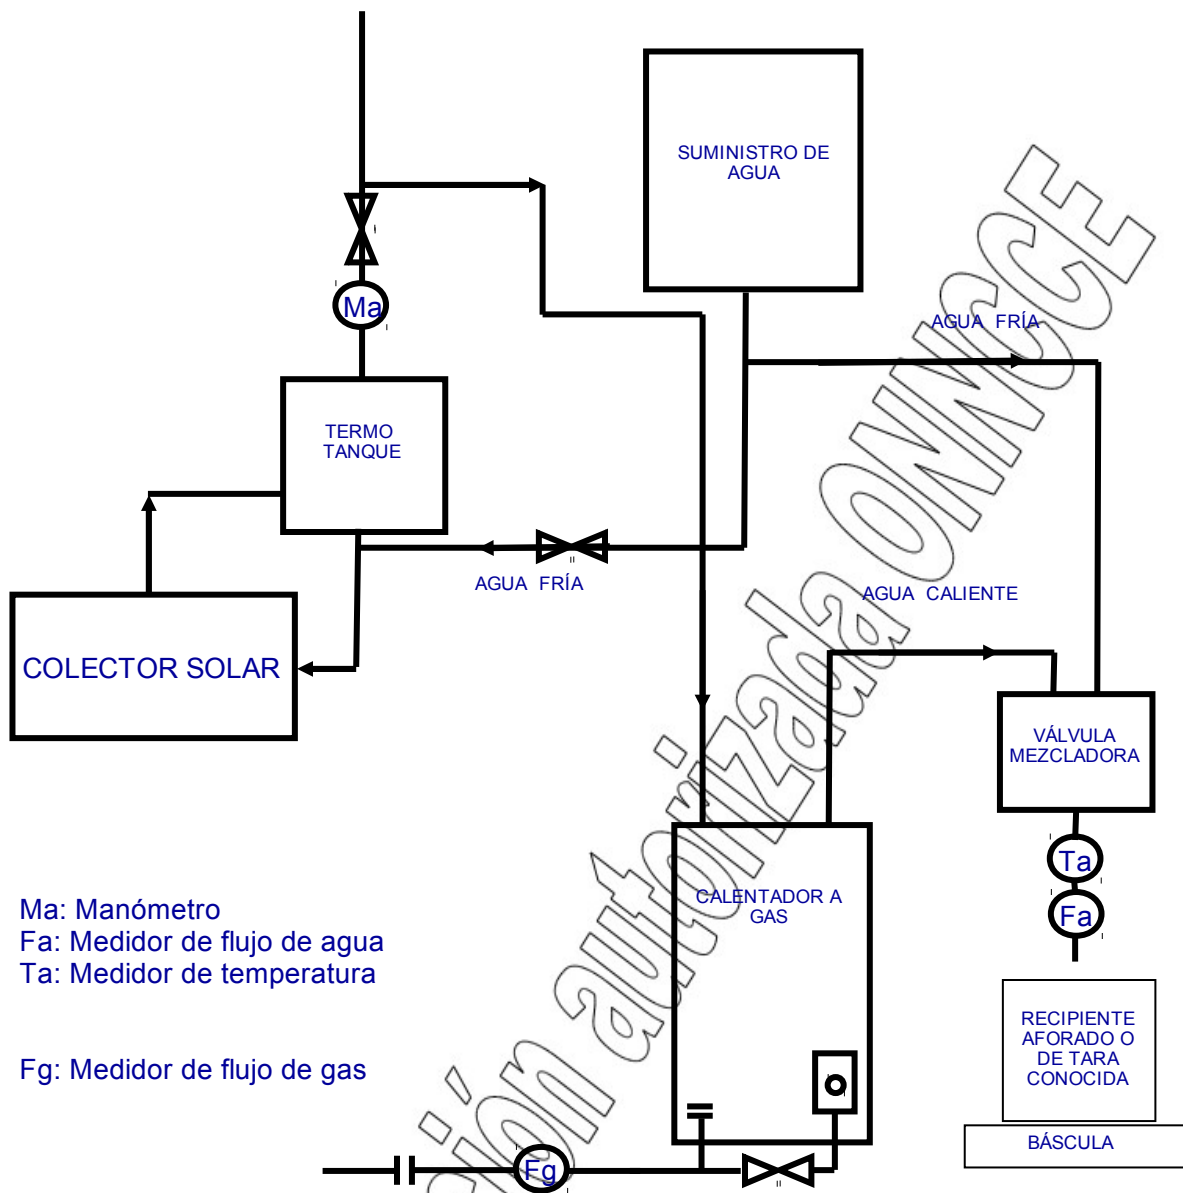 SUMINISTRO DE
AGUA
AGUA FRÍA
Ma
TERMO
TANQUE
AGUA FRÍA
AGUA CALIENTE
COLECTOR SOLAR
VÁLVULA
MEZCLADORA
Ta
Fa
CALENTADOR A
GAS
Ma: Manómetro
Fa: Medidor de flujo de agua
Ta: Medidor de temperatura
Fg: Medidor de flujo de gas
RECIPIENTE
AFORADO O
DE TARA
CONOCIDA
BÁSCULA
Fg
ión autorizada ONNCCE